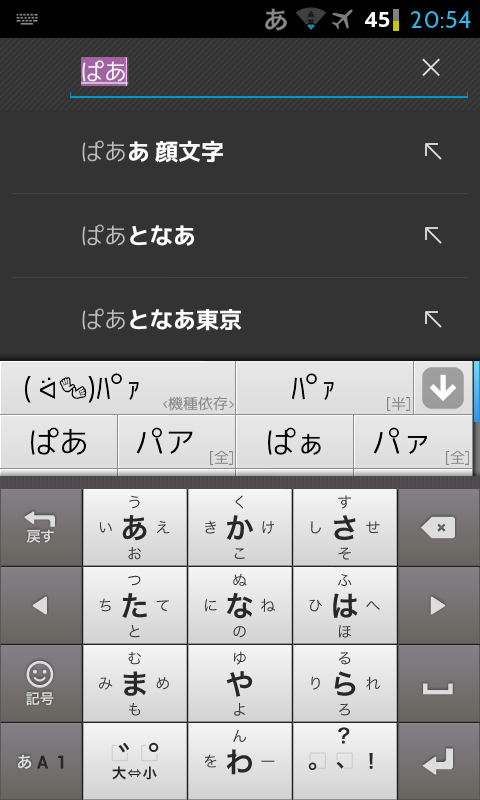 あ 45 20:54
ぱあ
ぱああ 顔文字
ぱあとなあ
ぱあとなあ東京
)ﾊﾟｧ <機種依存> ﾊﾟｧ [半]
ぱあ パア [全] ぱぁ パァ [全]
う く す
戻す い あ え き か け し さ せ
お こ そ
つ ぬ ふ
ち た て に な ね ひ は へ
と の ほ
む ゆ る
記号 み ま め や り ら れ
も よ ろ
ん ?
あ A 1 ゛ ゜ を わ ー 。 、 !
大⇔小